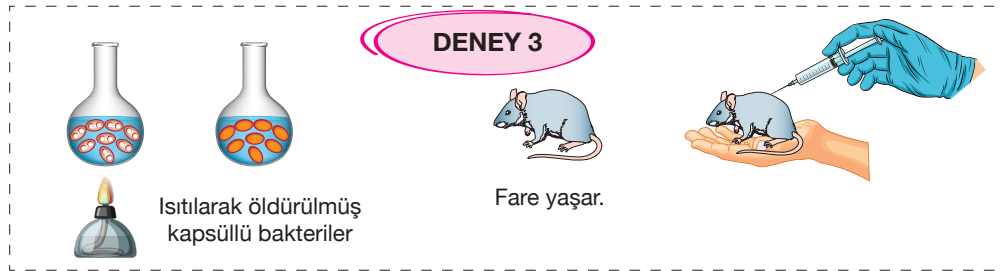 DENEY 3
Isıtılarak öldürülmüş
kapsüllü bakteriler
Fare yaşar.